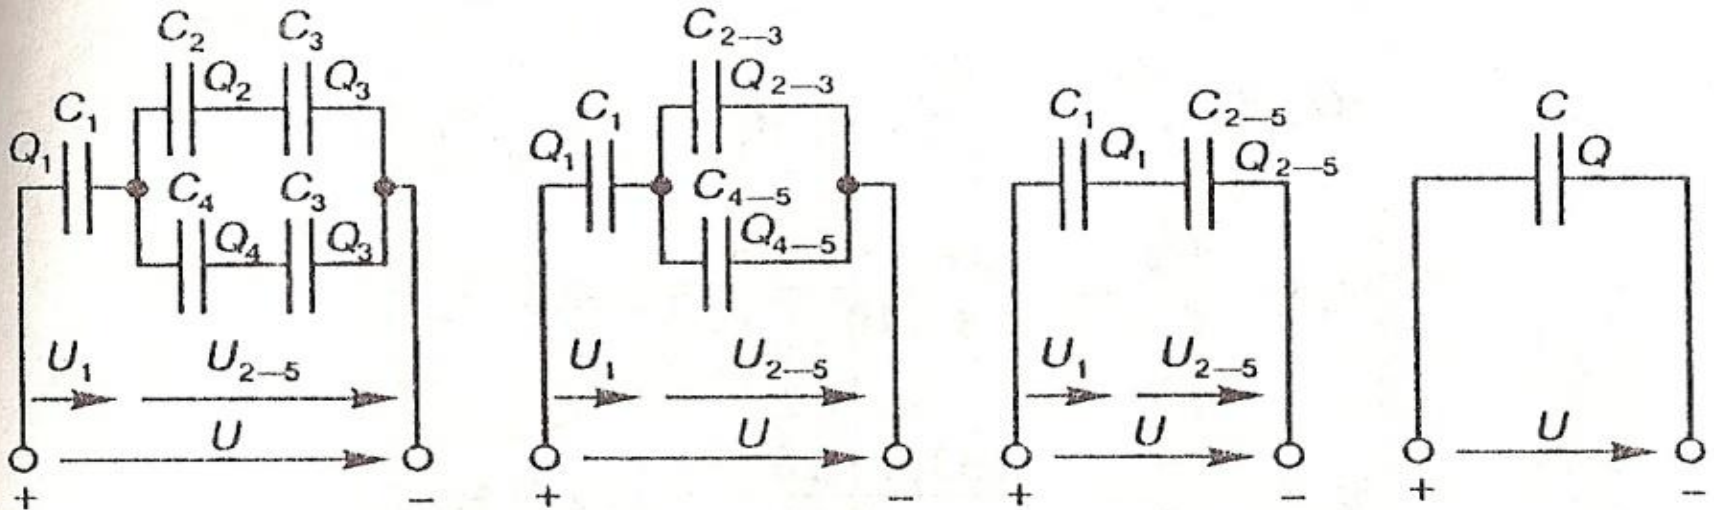 C₂ C₃
Q₂ Q₃
C₁
Q₁
C₄ C₃
Q₄ Q₃
U₁ U₂₋₅
U
+ −
C₂₋₃
Q₂₋₃
C₁
Q₁
C₄₋₅
Q₄₋₅
U₁ U₂₋₅
U
+ −
C₁ C₂₋₅
Q₁ Q₂₋₅
U₁ U₂₋₅
U
+ −
C
Q
U
+ −